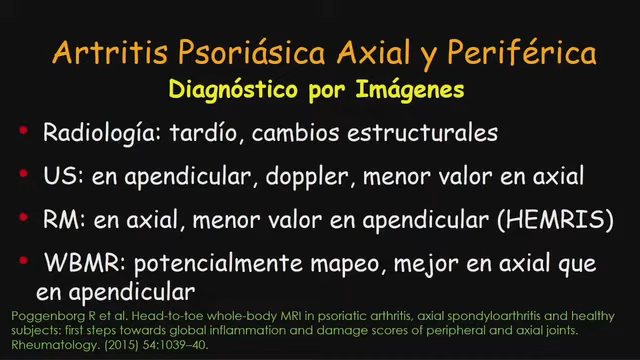 Artritis Psoriásica Axial y Periférica
Diagnóstico por Imágenes
• Radiología: tardío, cambios estructurales
• US: en apendicular, doppler, menor valor en axial
• RM: en axial, menor valor en apendicular (HEMRIS)
• WBMR: potencialmente mapeo, mejor en axial que
en apendicular
Poggenborg R et al. Head-to-toe whole-body MRI in psoriatic arthritis, axial spondyloarthritis and healthy
subjects: first steps towards global inflammation and damage scores of peripheral and axial joints.
Rheumatology. (2015) 54:1039–40.